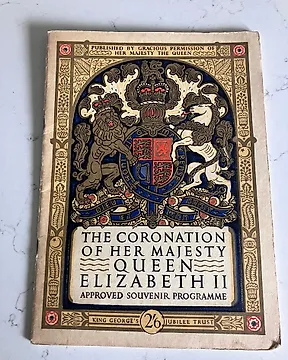 PUBLISHED BY GRACIOUS PERMISSION OF
HER MAJESTY THE QUEEN
THE CORONATION
OF HER MAJESTY
QUEEN
ELIZABETH II
APPROVED SOUVENIR PROGRAMME
KING GEORGE'S 2/6 JUBILEE TRUST